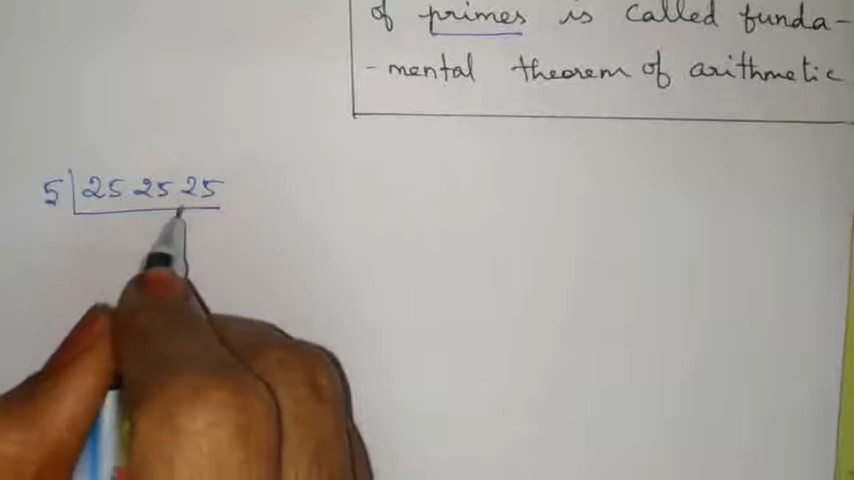 of primes is called funda-
-mental theorem of arithmetic
5 25 25 25